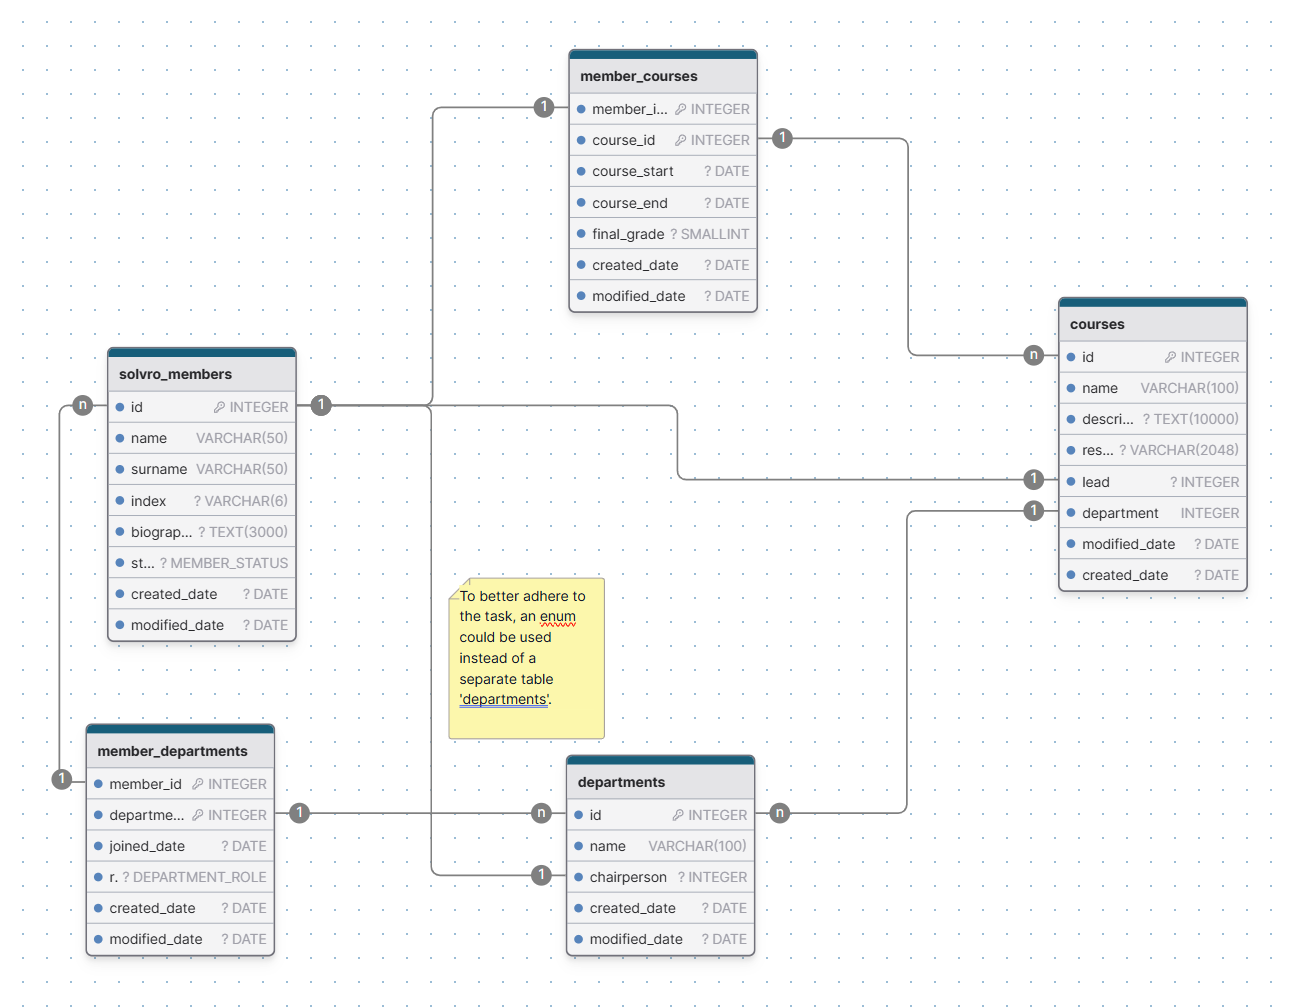 member_courses
member_i... INTEGER
course_id INTEGER
course_start ? DATE
course_end ? DATE
final_grade ? SMALLINT
created_date ? DATE
modified_date ? DATE
1
1
courses
id INTEGER
name VARCHAR(100)
descri... ? TEXT(10000)
res... ? VARCHAR(2048)
lead ? INTEGER
department INTEGER
modified_date ? DATE
created_date ? DATE
n
1
1
solvro_members
id INTEGER
name VARCHAR(50)
surname VARCHAR(50)
index ? VARCHAR(6)
biograp... ? TEXT(3000)
st... ? MEMBER_STATUS
created_date ? DATE
modified_date ? DATE
n
1
To better adhere to
the task, an enum
could be used
instead of a
separate table
'departments'.
member_departments
member_id INTEGER
departme... INTEGER
joined_date ? DATE
r. ? DEPARTMENT_ROLE
created_date ? DATE
modified_date ? DATE
1
1
departments
id INTEGER
name VARCHAR(100)
chairperson ? INTEGER
created_date ? DATE
modified_date ? DATE
n
n
1